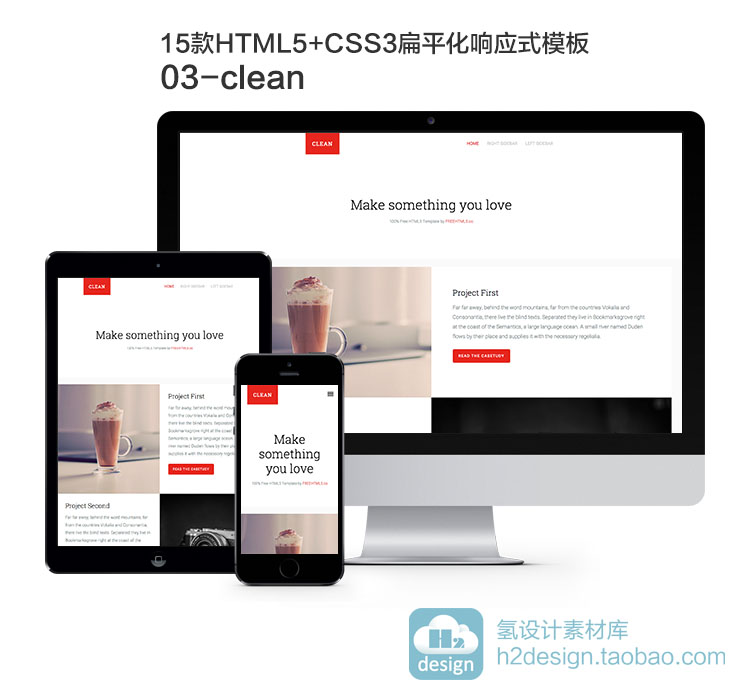 15款HTML5+CSS3扁平化响应式模板
03-clean
CLEAN
HOME RIGHT SIDEBAR LEFT SIDEBAR
Make something you love
100% Free HTML5 Template by FREEHTML5.co
Project First
Far far away, behind the word mountains, far from the countries Vokalia and
Consonantia, there live the blind texts. Separated they live in Bookmarksgrove right
at the coast of the Semantics, a large language ocean. A small river named Duden
flows by their place and supplies it with the necessary regelialia.
READ THE CASETUDY
CLEAN
HOME RIGHT SIDEBAR LEFT SIDEBAR
Make something you love
100% Free HTML5 Template by FREEHTML5.co
Project First
Far far away, behind the word mountains, far
from the countries Vokalia and Consonantia,
there live the blind texts. Separated they live in
Bookmarksgrove right at the coast of the
Semantics, a large language ocean. A small
river named Duden flows by their place and
supplies it with the necessary regelialia.
READ THE CASETUDY
Project Second
Far far away, behind the word mountains, far
from the countries Vokalia and Consonantia,
there live the blind texts. Separated they live in
Bookmarksgrove right at the coast of the
CLEAN
Make
something
you love
100% Free HTML5 Template by FREEHTML5.co
H2
design
氢设计素材库
h2design.taobao.com